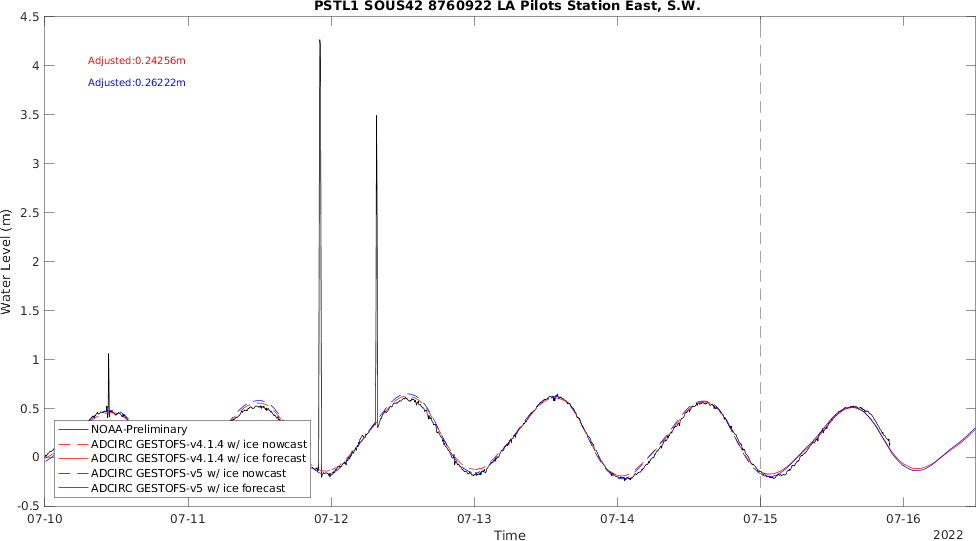 PSTL1 SOUS42 8760922 LA Pilots Station East, S.W.
4.5
4
3.5
3
2.5
2
1.5
1
0.5
0
-0.5
Water Level (m)
Adjusted:0.24256m
Adjusted:0.26222m
NOAA-Preliminary
ADCIRC GESTOFS-v4.1.4 w/ ice nowcast
ADCIRC GESTOFS-v4.1.4 w/ ice forecast
ADCIRC GESTOFS-v5 w/ ice nowcast
ADCIRC GESTOFS-v5 w/ ice forecast
07-10 07-11 07-12 07-13 07-14 07-15 07-16
Time
2022